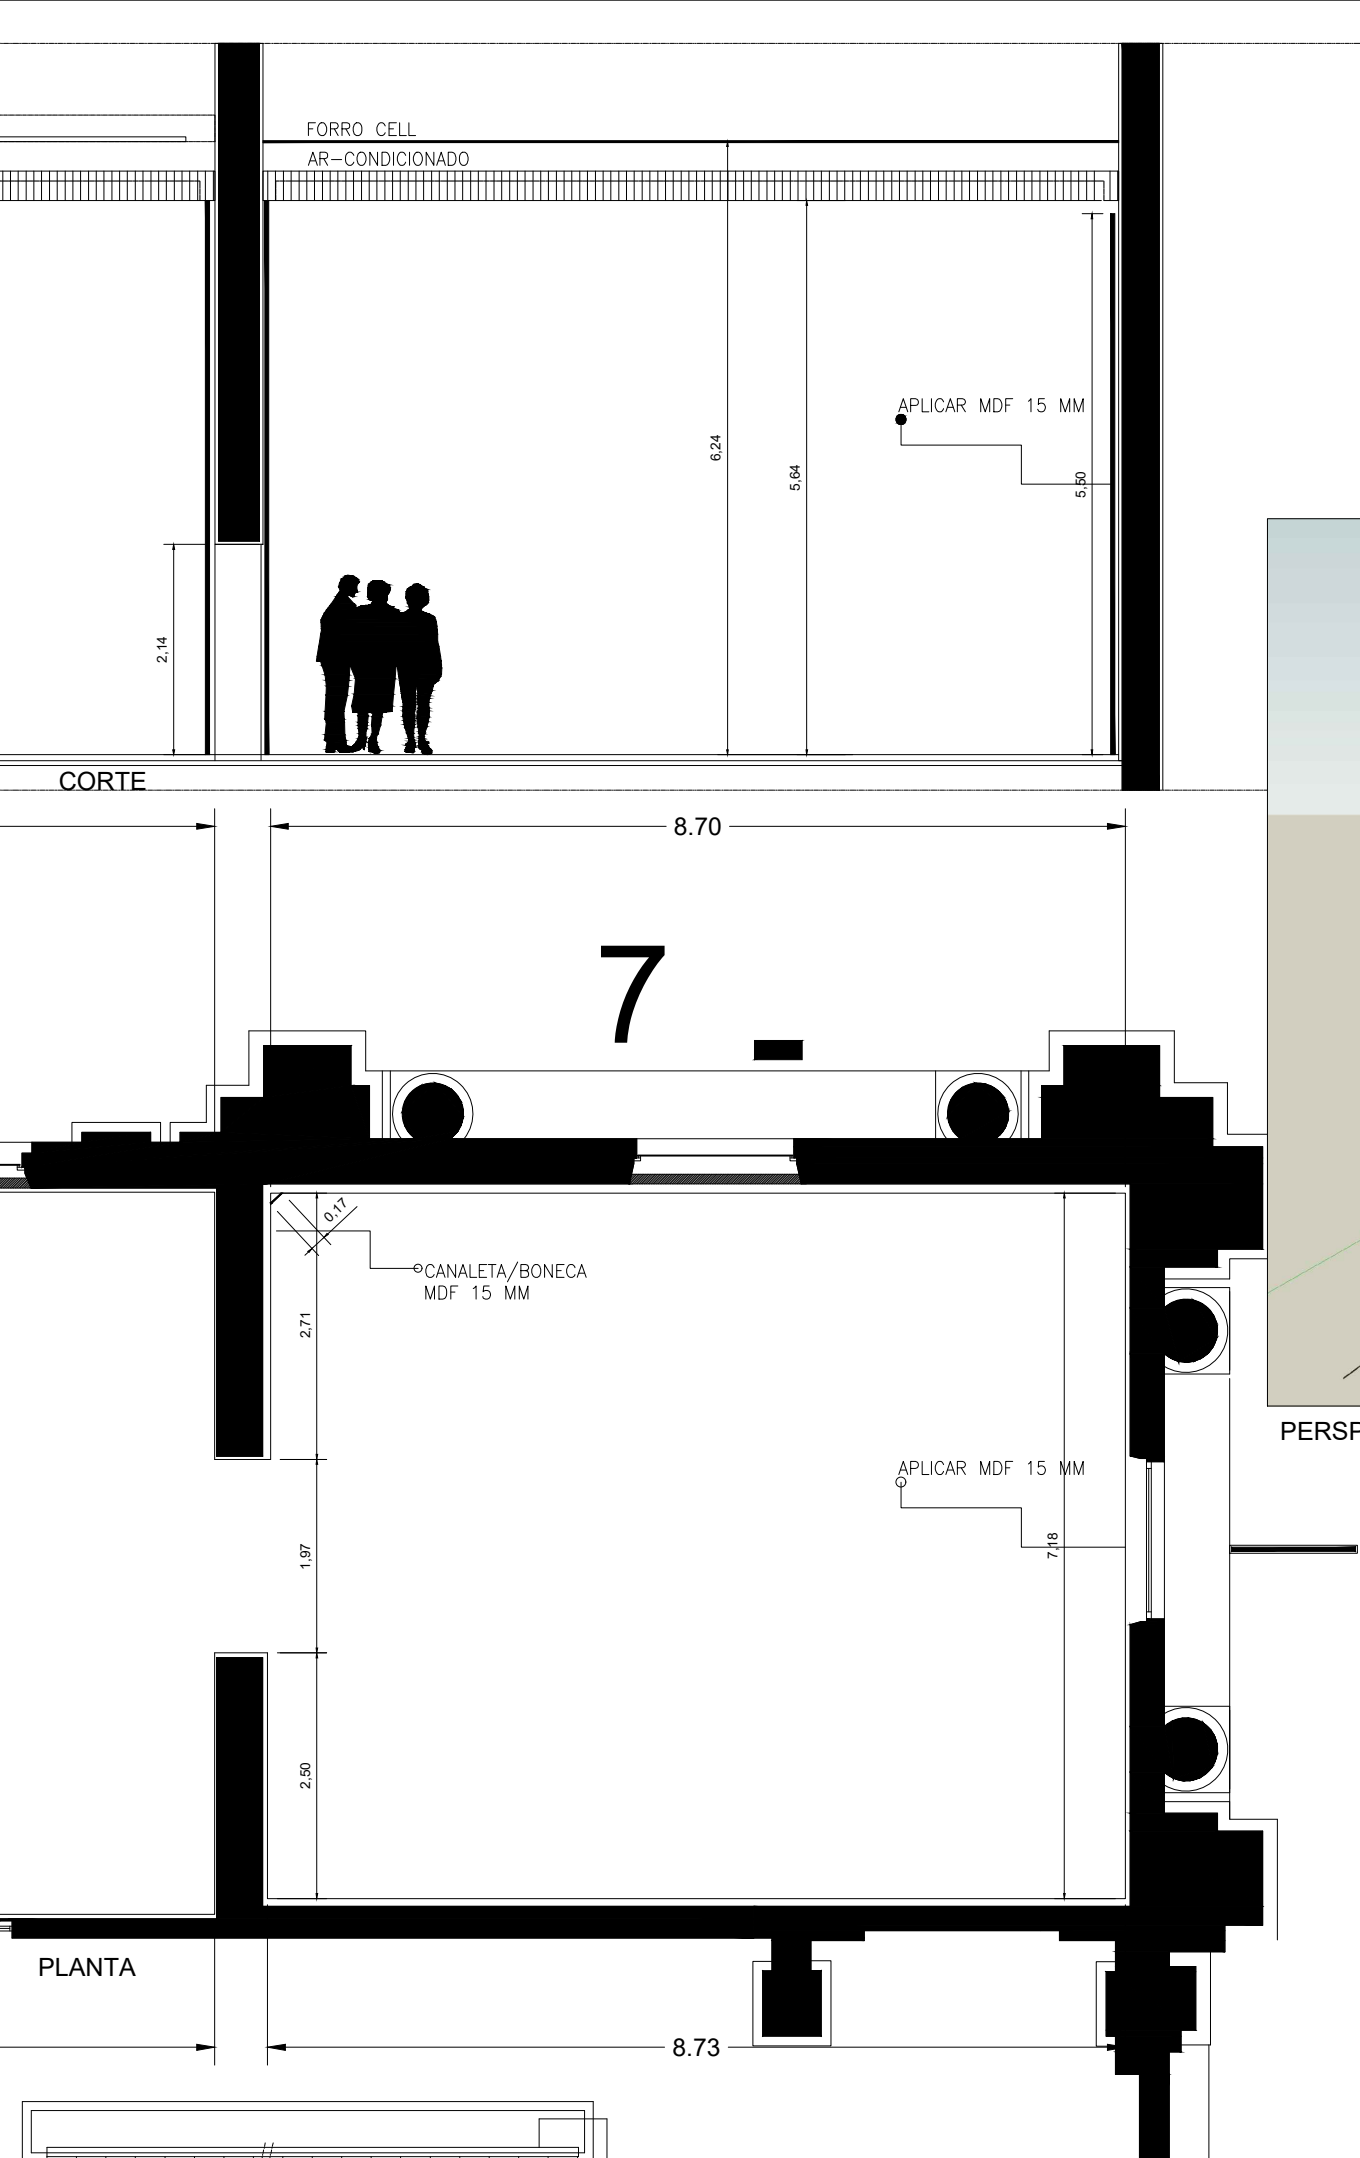 FORRO CELL
AR-CONDICIONADO
APLICAR MDF 15 MM
6,24
5,64
5,50
2,14
CORTE
8.70
7
0,17
CANALETA/BONECA
MDF 15 MM
2,71
APLICAR MDF 15 MM
1,97
7,18
2,50
PLANTA
8.73